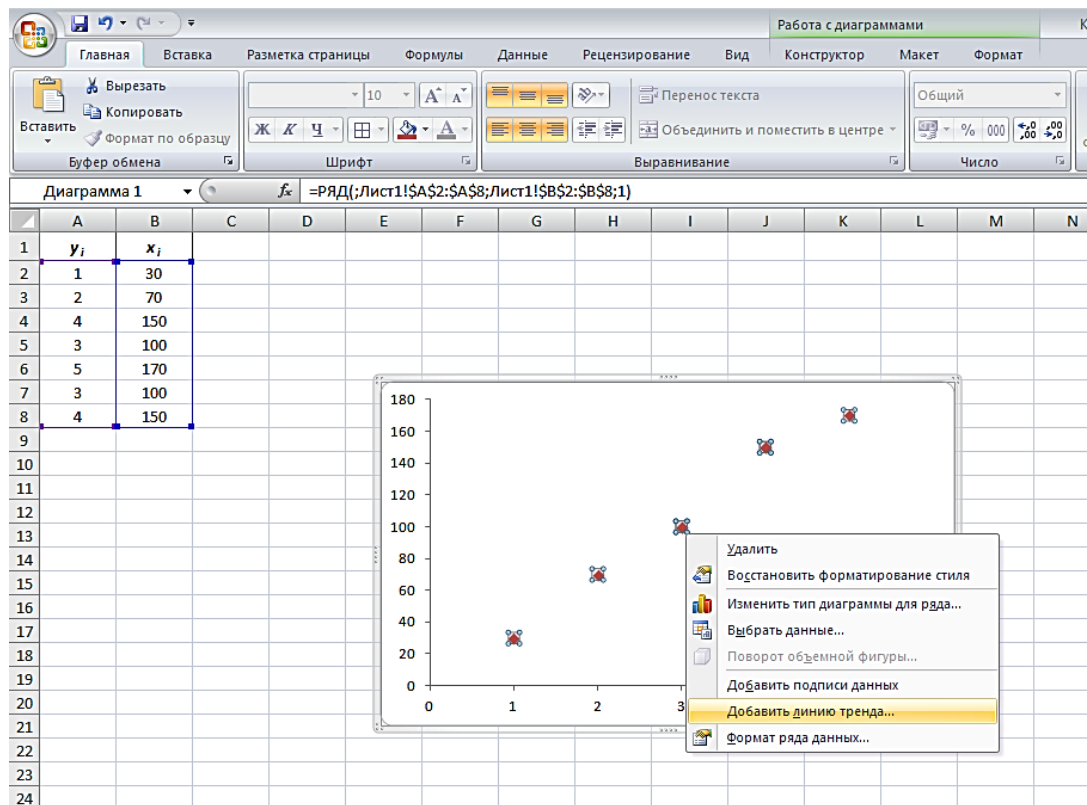 Работа с диаграммами
Главная Вставка Разметка страницы Формулы Данные Рецензирование Вид Конструктор Макет Формат
Вставить
Вырезать
Копировать
Формат по образцу
10
Ж К Ч
Перенос текста
Объединить и поместить в центре
Общий
% 000
Буфер обмена Шрифт Выравнивание Число
Диаграмма 1 fx =РЯД(;Лист1!$A$2:$A$8;Лист1!$B$2:$B$8;1)
A B C D E F G H I J K L M N
1 yi xi
2 1 30
3 2 70
4 4 150
5 3 100
6 5 170
7 3 100
8 4 150
9
10
11
12
13
14
15
16
17
18
19
20
21
22
23
24
180
160
140
120
100
80
60
40
20
0
0 1 2 3
Удалить
Восстановить форматирование стиля
Изменить тип диаграммы для ряда...
Выбрать данные...
Поворот объемной фигуры...
Добавить подписи данных
Добавить линию тренда...
Формат ряда данных...